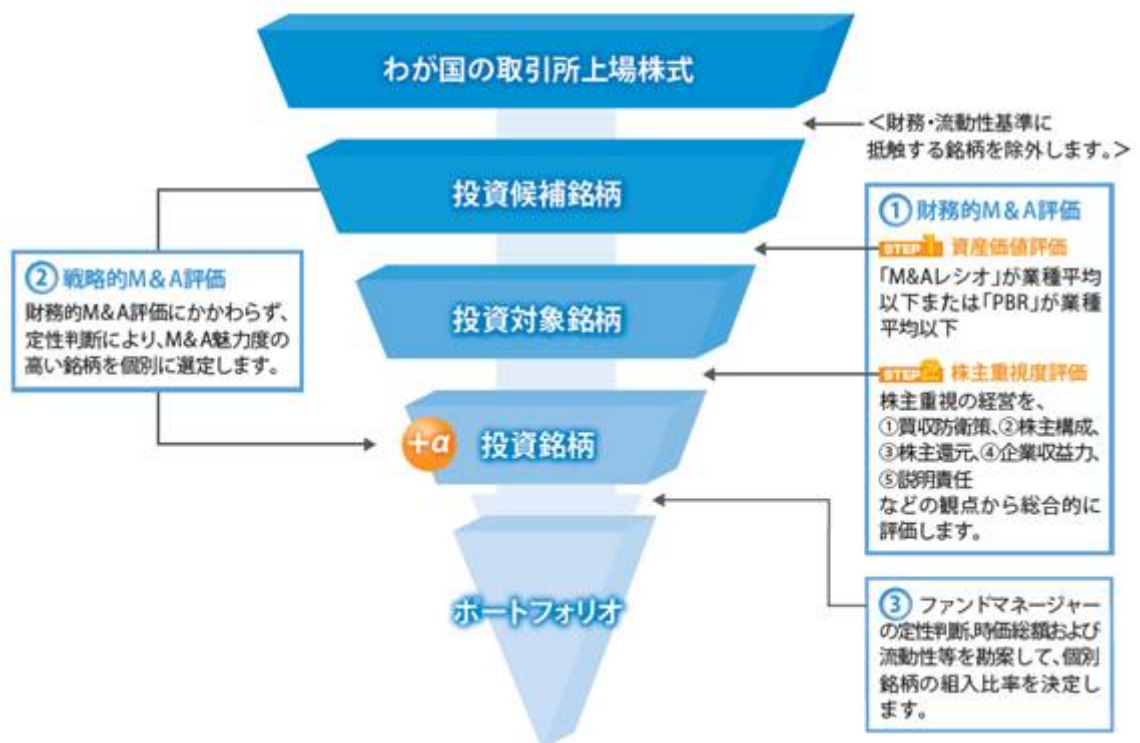 わが国の取引所上場株式
＜財務・流動性基準に
抵触する銘柄を除外します。＞
投資候補銘柄
① 財務的M&A評価
STEP1 資産価値評価
「M&Aレシオ」が業種平均
以下または「PBR」が業種
平均以下
② 戦略的M&A評価
財務的M&A評価にかかわらず、
定性判断により、M&A魅力度の
高い銘柄を個別に選定します。
投資対象銘柄
STEP2 株主重視度評価
株主重視の経営を、
①買収防衛策、②株主構成、
③株主還元、④企業収益力、
⑤説明責任
などの観点から総合的に
評価します。
+α 投資銘柄
③ ファンドマネージャー
の定性判断、時価総額および
流動性等を勘案して、個別
銘柄の組入比率を決定し
ます。
ポートフォリオ